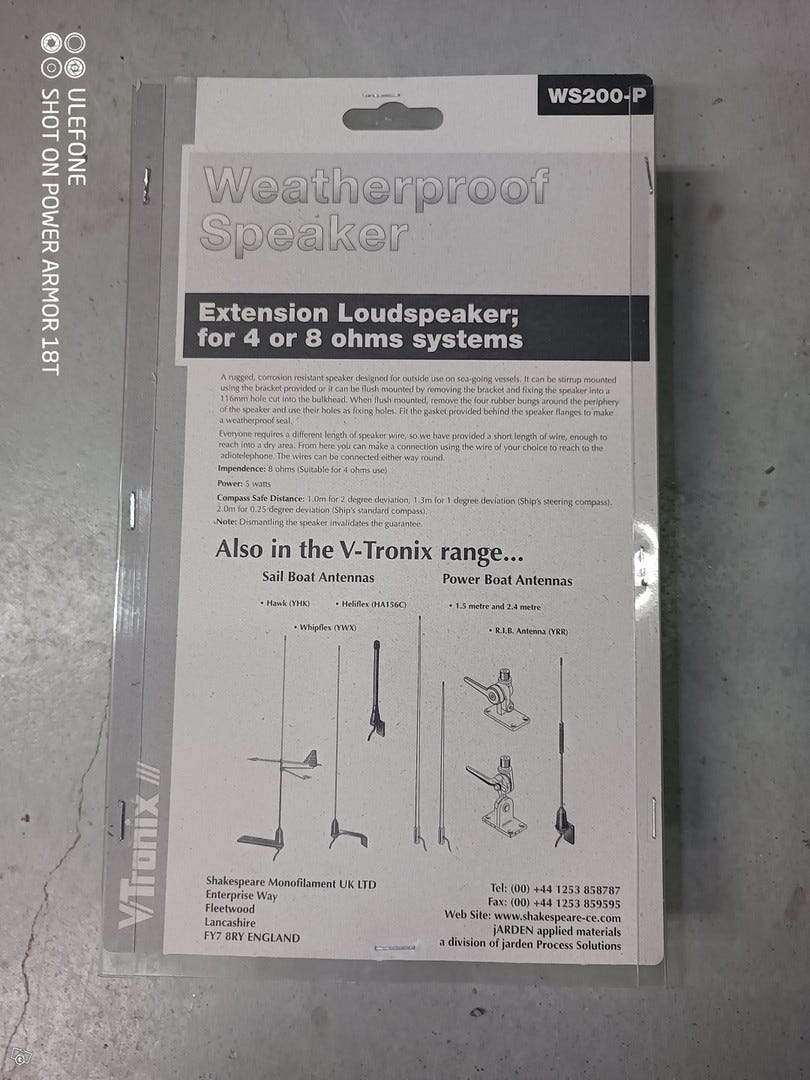 ULEFONE
SHOT ON POWER ARMOR 18T
WS200-P
Weatherproof
Speaker
Extension Loudspeaker;
for 4 or 8 ohms systems
A rugged, corrosion resistant speaker designed for outside use on sea-going vessels. It can be stirrup mounted
using the bracket provided or it can be flush mounted by removing the bracket and fixing the speaker into a
116mm hole cut into the bulkhead. When flush mounted, remove the four rubber bungs around the periphery
of the speaker and use their holes as fixing holes. Fit the gasket provided behind the speaker flanges to make
a weatherproof seal.
Everyone requires a different length of speaker wire, so we have provided a short length of wire, enough to
reach into a dry area. From here you can make a connection using the wire of your choice to reach to the
adiotelephone. The wires can be connected either way round.
Impendence: 8 ohms (Suitable for 4 ohms use)
Power: 5 watts
Compass Safe Distance: 1.0m for 2 degree deviation, 1.3m for 1 degree deviation (Ship's steering compass).
2.0m for 0.25 degree deviation (Ship's standard compass).
Note: Dismantling the speaker invalidates the guarantee.
Also in the V-Tronix range...
Sail Boat Antennas
Power Boat Antennas
• Hawk (YHK)
• Heliflex (HA156C)
• 1.5 metre and 2.4 metre
• Whipflex (YWX)
• R.I.B. Antenna (YRR)
VTronix
Shakespeare Monofilament UK LTD
Enterprise Way
Fleetwood
Lancashire
FY7 8RY ENGLAND
Tel: (00) +44 1253 858787
Fax: (00) +44 1253 859595
Web Site: www.shakespeare-ce.com
jARDEN applied materials
a division of jarden Process Solutions